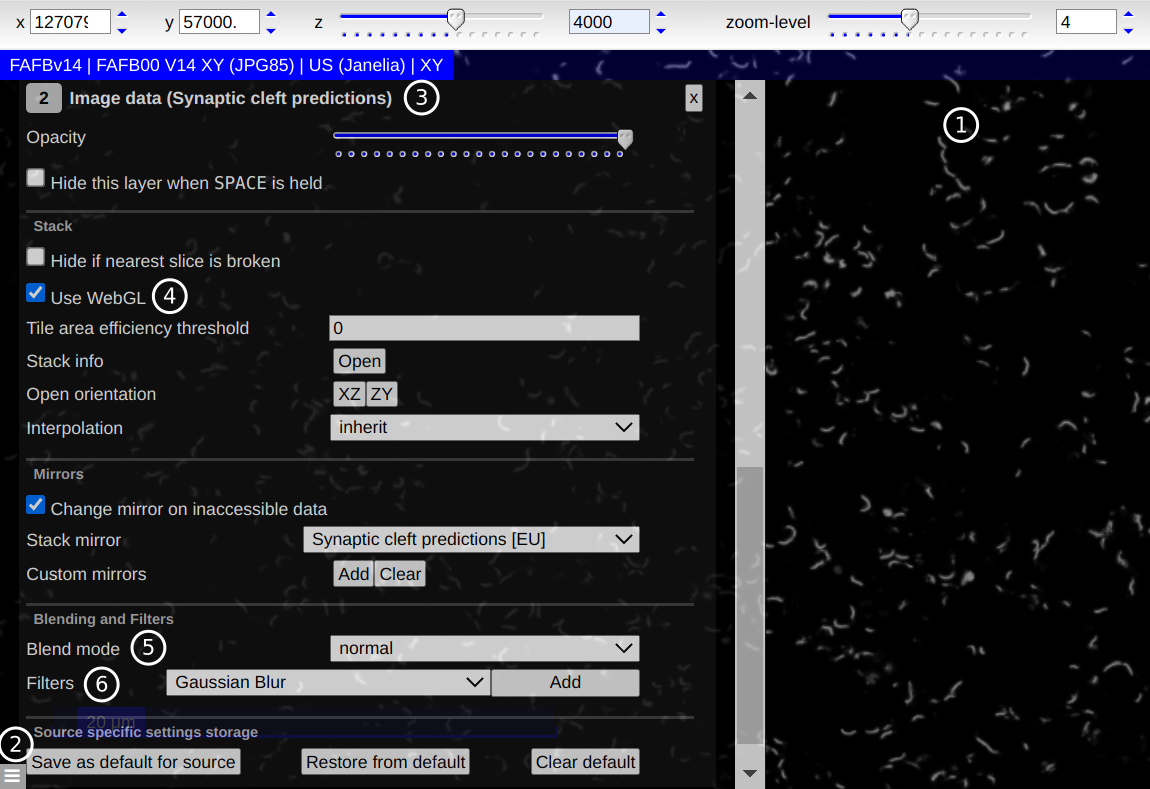 x 127079 y 57000. z 4000 zoom-level 4
FAFBv14 | FAFB00 V14 XY (JPG85) | US (Janelia) | XY
2 Image data (Synaptic cleft predictions) 3 x
1
Opacity
Hide this layer when SPACE is held
Stack
Hide if nearest slice is broken
Use WebGL 4
Tile area efficiency threshold 0
Stack info Open
Open orientation XZ ZY
Interpolation inherit
Mirrors
Change mirror on inaccessible data
Stack mirror Synaptic cleft predictions [EU]
Custom mirrors Add Clear
Blending and Filters
Blend mode 5 normal
Filters 6 Gaussian Blur Add
20 µm
Source specific settings storage
2
Save as default for source Restore from default Clear default